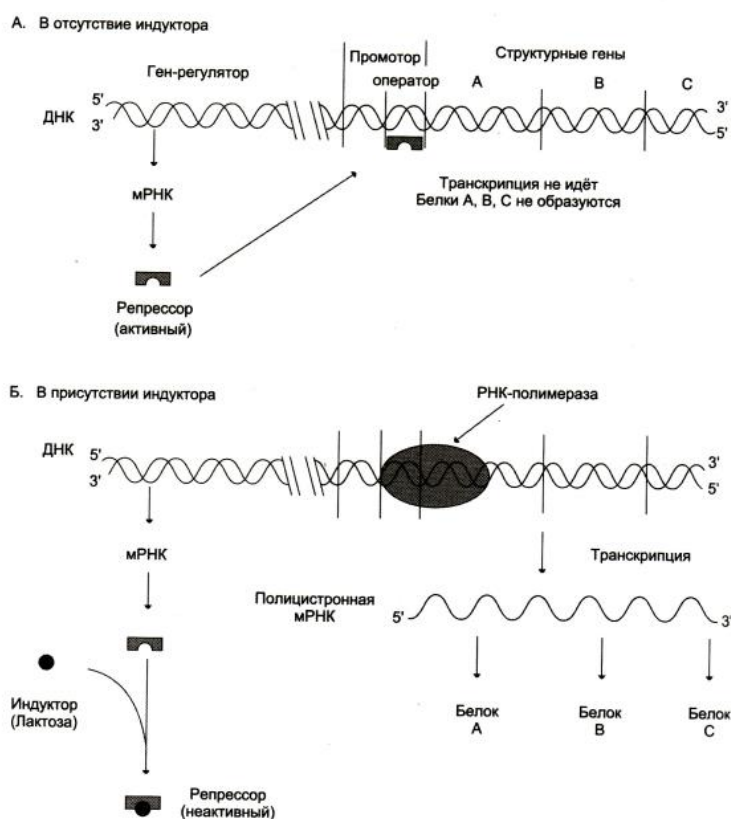 А. В отсутствие индуктора
Ген-регулятор
Промотор
оператор
Структурные гены
А
В
С
ДНК
5'
3'
3'
5'
мРНК
Транскрипция не идёт
Белки А, В, С не образуются
Репрессор
(активный)
Б. В присутствии индуктора
РНК-полимераза
ДНК
5'
3'
3'
5'
мРНК
Транскрипция
Полицистронная
мРНК
5'
3'
Индуктор
(Лактоза)
Белок
А
Белок
В
Белок
С
Репрессор
(неактивный)